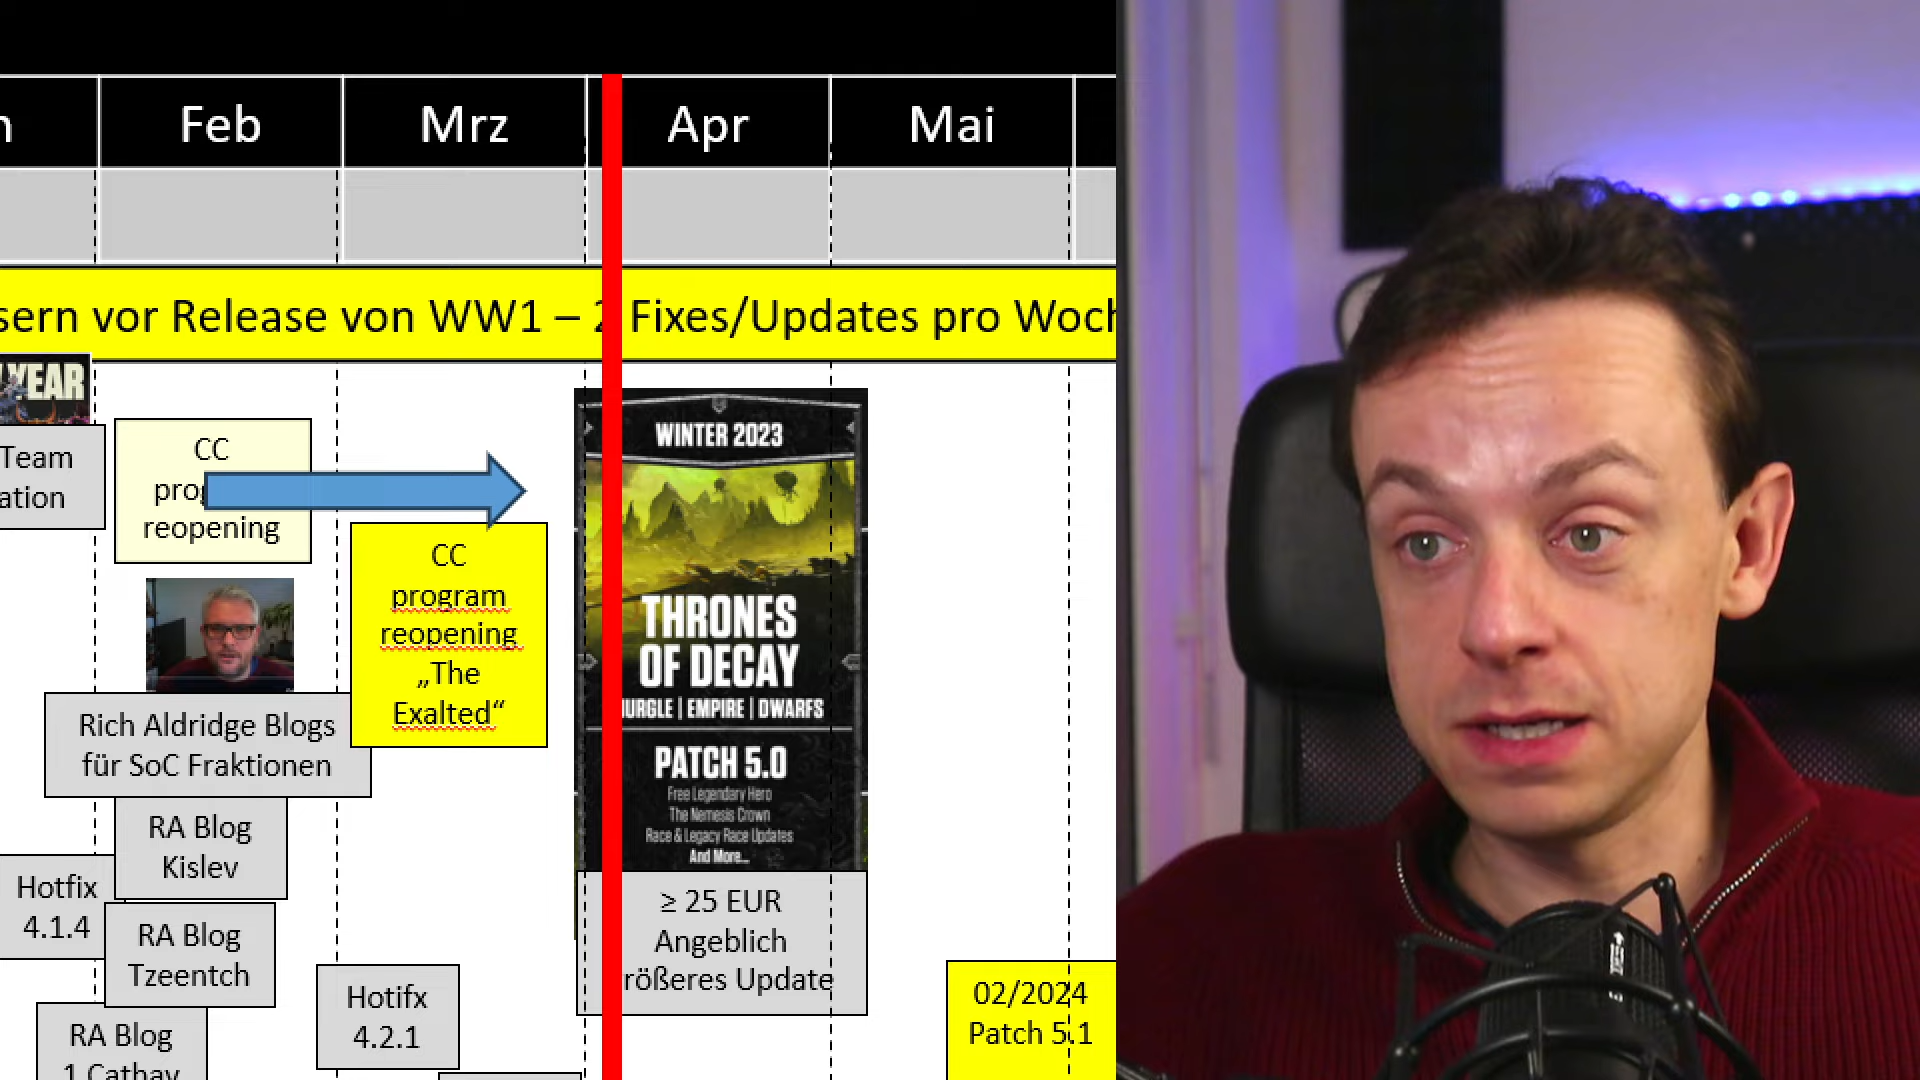 Feb
Mrz
Apr
Mai
sern vor Release von WW1 – 2 Fixes/Updates pro Woch
YEAR
Team
ation
CC
prog
reopening
CC
program
reopening
„The
Exalted“
Rich Aldridge Blogs
für SoC Fraktionen
RA Blog
Kislev
Hotfix
4.1.4
RA Blog
Tzeentch
RA Blog
1 Cathay
Hotifx
4.2.1
WINTER 2023
THRONES
OF DECAY
URGLE | EMPIRE | DWARFS
PATCH 5.0
Free Legendary Hero
The Nemesis Crown
Race & Legacy Race Updates
And More...
≥ 25 EUR
Angeblich
rößeres Update
02/2024
Patch 5.1